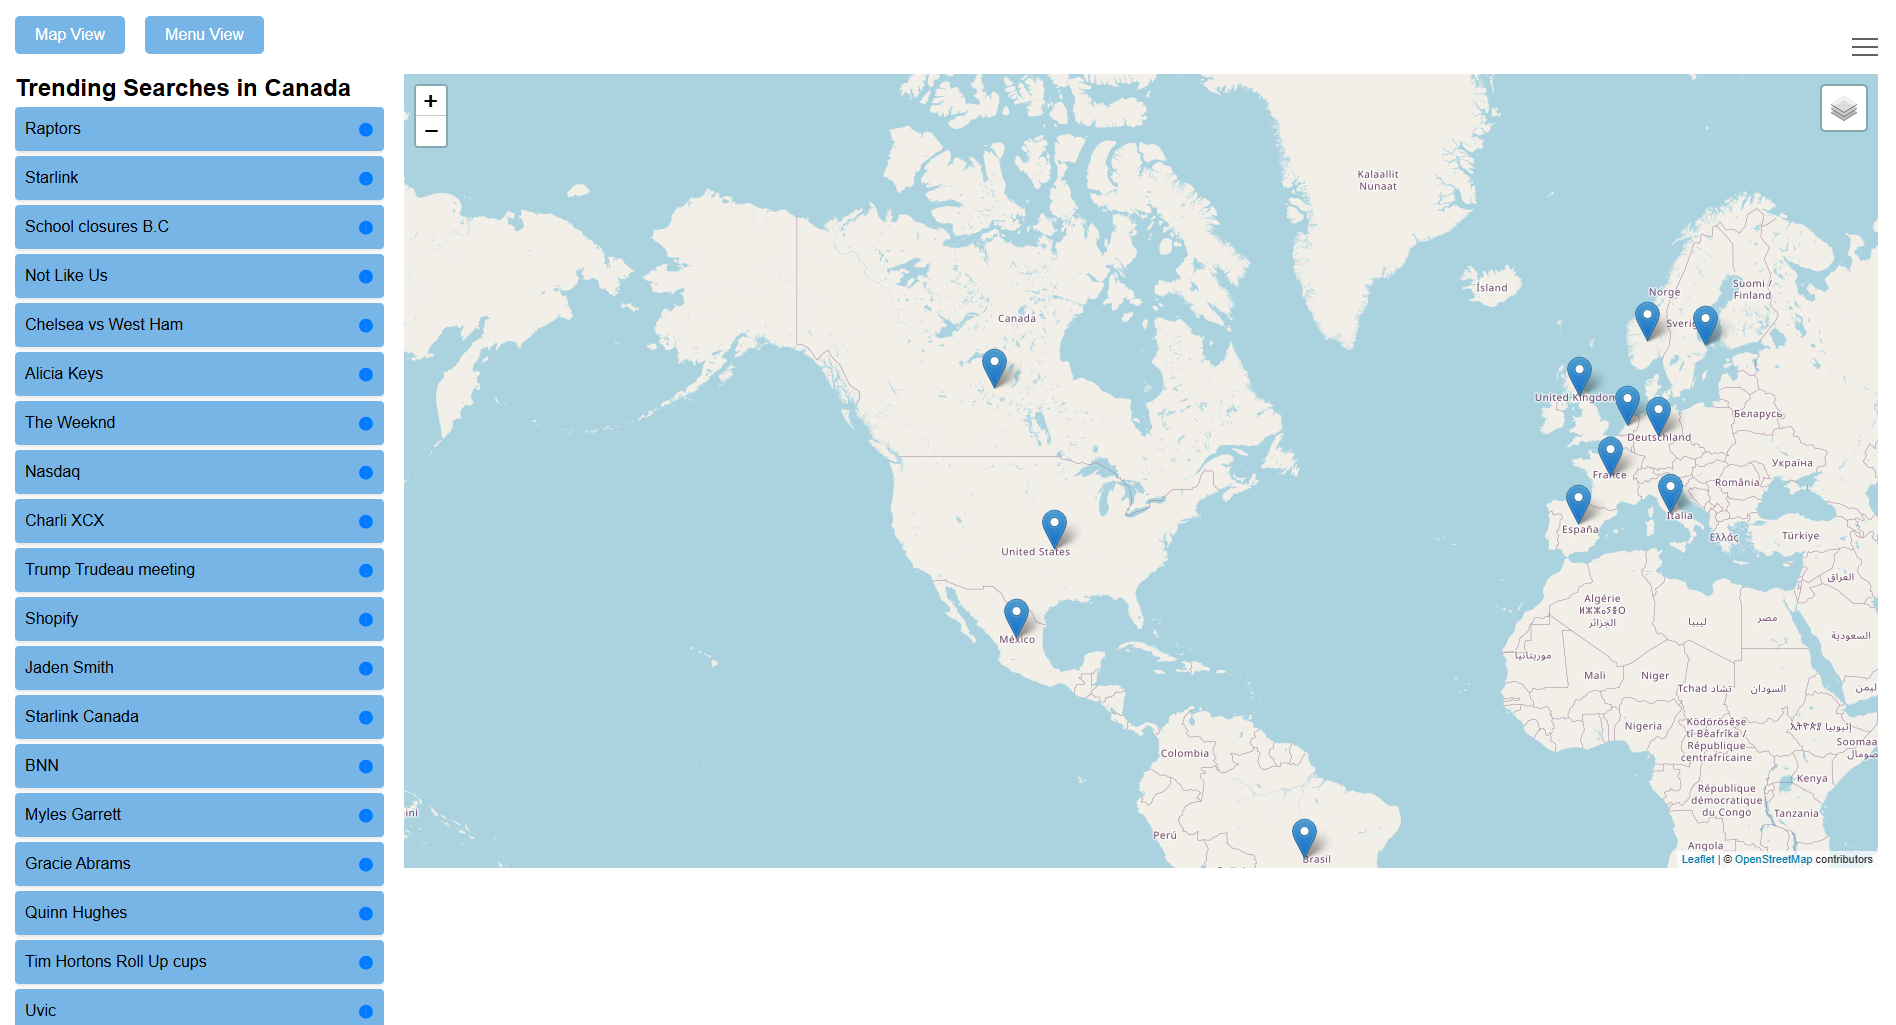 Map View
Menu View
Trending Searches in Canada
Raptors
Starlink
School closures B.C
Not Like Us
Chelsea vs West Ham
Alicia Keys
The Weeknd
Nasdaq
Charli XCX
Trump Trudeau meeting
Shopify
Jaden Smith
Starlink Canada
BNN
Myles Garrett
Gracie Abrams
Quinn Hughes
Tim Hortons Roll Up cups
Uvic
+
−
Kalaallit
Nunaat
Ísland
Norge
Suomi /
Finland
Canada
United Kingdom
Беларусь
Deutschland
Україна
France
România
Italia
España
Ελλάς
Türkiye
United States
العراق
Algérie
ⵍⵣⵣⴰⵢⴻⵔ
الجزائر
ليبيا
مصر
السعودية
México
موريتانيا
Mali
Niger
Tchad تشاد
السودان
اليمن
Nigeria
Ködörösêse
tî Bêafrîka /
République
centrafricaine
ኢትዮጵያ إثيوبيا
Colombia
Kenya
République
démocratique
du Congo
Tanzania
Perú
Angola
Brasil
Leaflet | © OpenStreetMap contributors